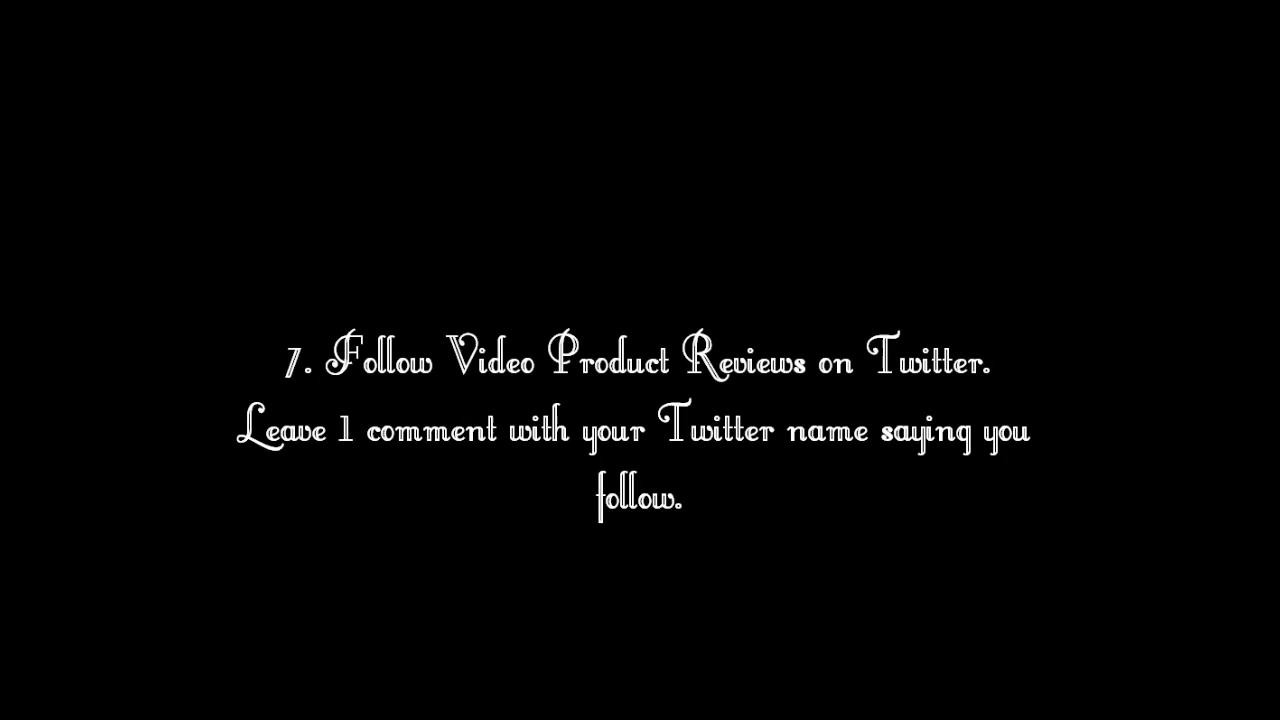 7. Follow Video Product Reviews on Twitter.
Leave 1 comment with your Twitter name saying you
follow.